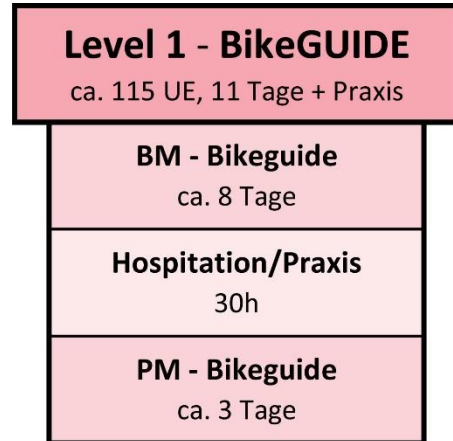 Level 1 - BikeGUIDE
ca. 115 UE, 11 Tage + Praxis
BM - Bikeguide
ca. 8 Tage
Hospitation/Praxis
30h
PM - Bikeguide
ca. 3 Tage